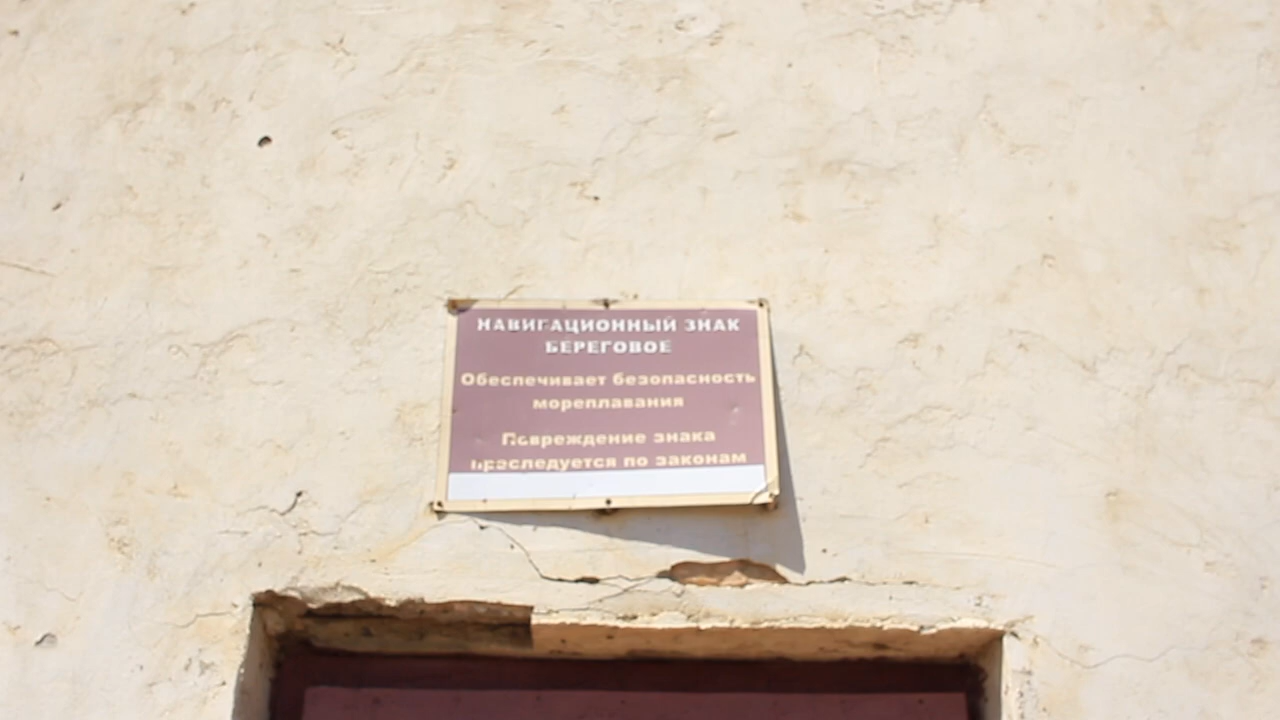 НАВИГАЦИОННЫЙ ЗНАК
БЕРЕГОВОЕ
Обеспечивает безопасность
мореплавания
Повреждение знака
преследуется по законам